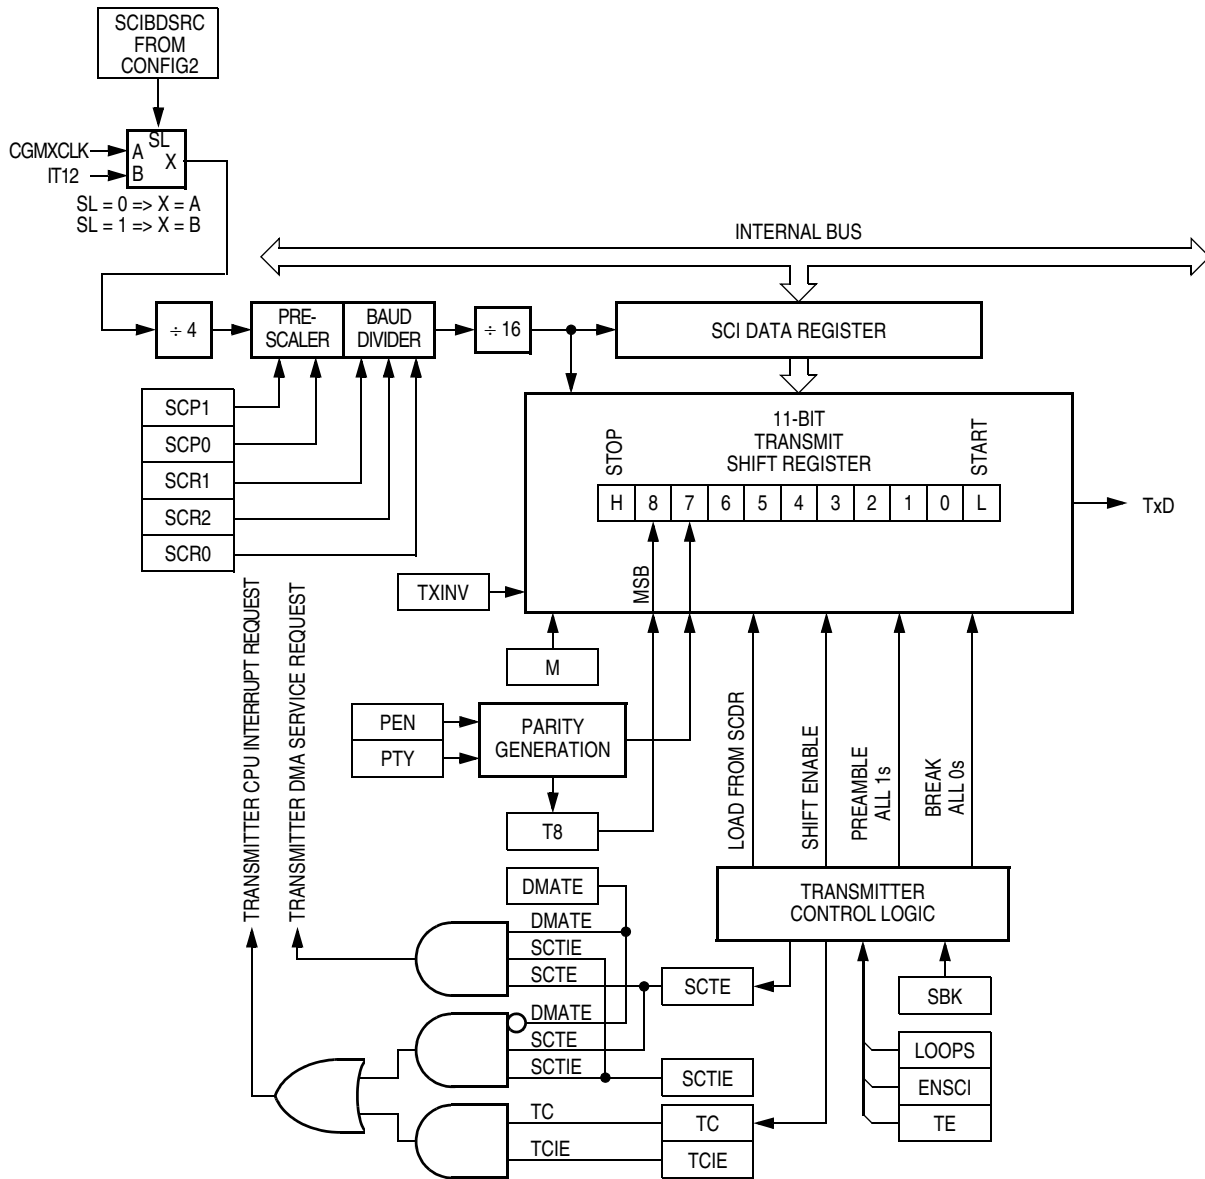 SCIBDSRC
FROM
CONFIG2
SL
CGMXCLK
A
X
IT12
B
SL = 0 => X = A
SL = 1 => X = B
INTERNAL BUS
÷ 4
PRE-
SCALER
BAUD
DIVIDER
÷ 16
SCI DATA REGISTER
SCP1
SCP0
SCR1
SCR2
SCR0
11-BIT
TRANSMIT
SHIFT REGISTER
STOP
START
H 8 7 6 5 4 3 2 1 0 L
TxD
MSB
TXINV
M
PEN
PTY
PARITY
GENERATION
T8
TRANSMITTER CPU INTERRUPT REQUEST
TRANSMITTER DMA SERVICE REQUEST
LOAD FROM SCDR
SHIFT ENABLE
PREAMBLE
ALL 1s
BREAK
ALL 0s
TRANSMITTER
CONTROL LOGIC
DMATE
DMATE
SCTIE
SCTE
SCTE
SBK
DMATE
SCTE
SCTIE
SCTIE
LOOPS
ENSCI
TE
TC
TC
TCIE
TCIE